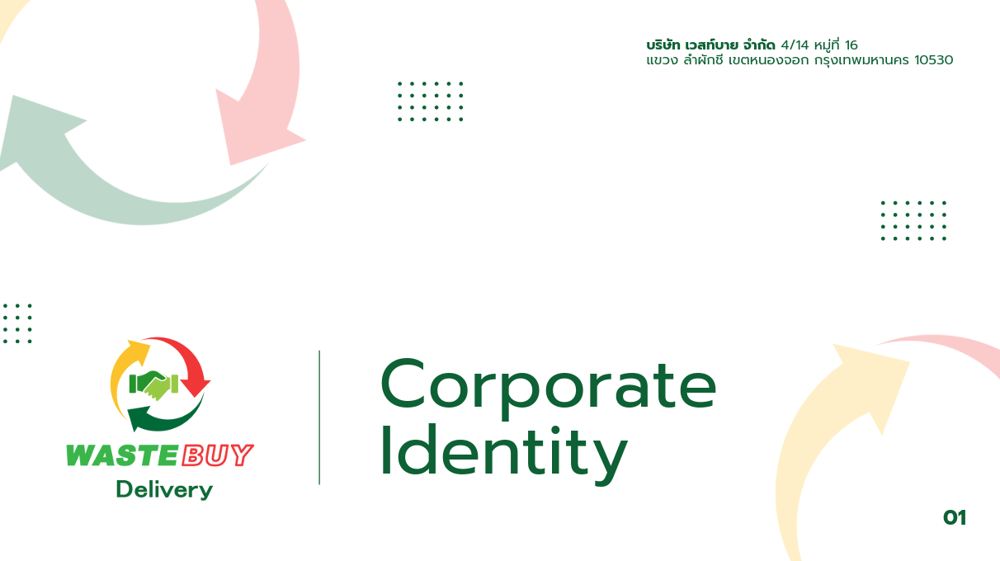 บริษัท เวสท์บาย จำกัด 4/14 หมู่ที่ 16
แขวง ลำผักชี เขตหนองจอก กรุงเทพมหานคร 10530
WASTE BUY
Delivery
Corporate
Identity
01